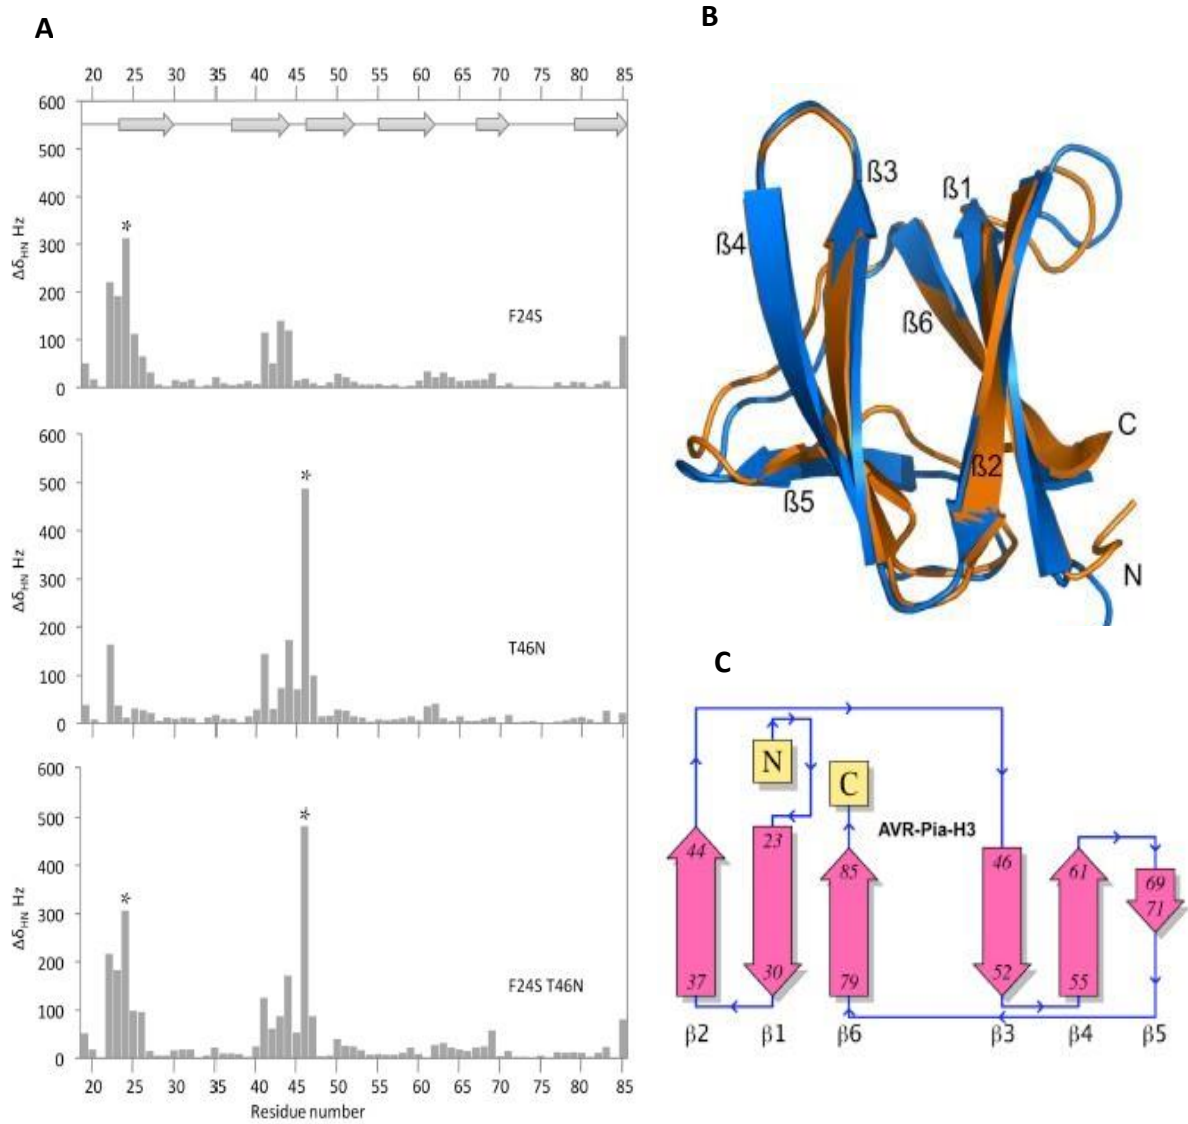 A
20 25 30 35 40 45 50 55 60 65 70 75 80 85
600
500
400
300
200
100
0
ΔδHN Hz
*
F24S
600
500
400
300
200
100
0
ΔδHN Hz
*
T46N
600
500
400
300
200
100
0
ΔδHN Hz
*
*
F24S T46N
20 25 30 35 40 45 50 55 60 65 70 75 80 85
Residue number
B
ß3
ß1
ß4
ß6
C
ß2
ß5
N
C
N
C
AVR-Pia-H3
44
23
85
46
61
69
71
37
30
79
52
55
β2 β1 β6 β3 β4 β5